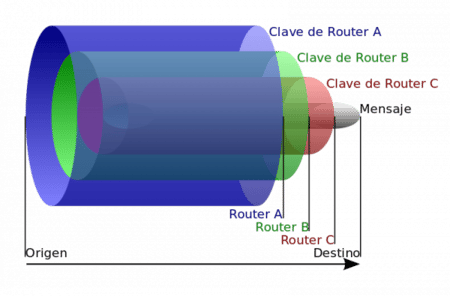 Clave de Router A
Clave de Router B
Clave de Router C
Mensaje
Router A
Router B
Router C
Origen
Destino